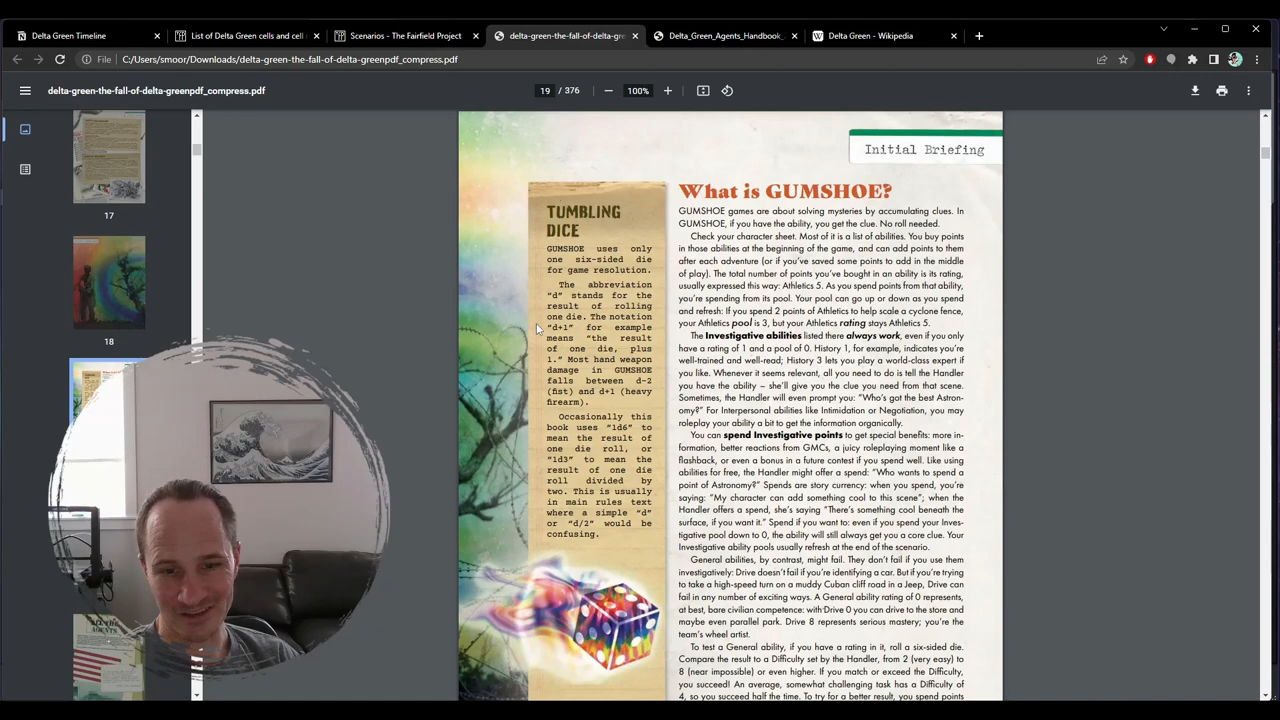 Delta Green Timeline
List of Delta Green cells and cell
Scenarios - The Fairfield Project
delta-green-the-fall-of-delta-gre
Delta_Green_Agents_Handbook_
Delta Green - Wikipedia
File
C:/Users/smoor/Downloads/delta-green-the-fall-of-delta-greenpdf_compress.pdf
delta-green-the-fall-of-delta-greenpdf_compress.pdf
19 / 376
100%
17
18
Initial Briefing
TUMBLING
DICE
GUMSHOE uses only
one six-sided die
for game resolution.
The abbreviation
“d” stands for the
result of rolling
one die. The notation
“d+1” for example
means “the result
of one die, plus
1.” Most hand weapon
damage in GUMSHOE
falls between d-2
(fist) and d+1 (heavy
firearm).
Occasionally this
book uses “1d6” to
mean the result of
one die roll, or
“1d3” to mean the
result of one die
roll divided by
two. This is usually
in main rules text
where a simple “d”
or “d/2” would be
confusing.
What is GUMSHOE?
GUMSHOE games are about solving mysteries by accumulating clues. In
GUMSHOE, if you have the ability, you get the clue. No roll needed.
Check your character sheet. Most of it is a list of abilities. You buy points
in those abilities at the beginning of the game, and can add points to them
after each adventure (or if you’ve saved some points to add in the middle
of play). The total number of points you’ve bought in an ability is its rating,
usually expressed this way: Athletics 5. As you spend points from that ability,
you’re spending from its pool. Your pool can go up or down as you spend
and refresh: If you spend 2 points of Athletics to help scale a cyclone fence,
your Athletics pool is 3, but your Athletics rating stays Athletics 5.
The Investigative abilities listed there always work, even if you only
have a rating of 1 and a pool of 0. History 1, for example, indicates you’re
well-trained and well-read; History 3 lets you play a world-class expert if
you like. Whenever it seems relevant, all you need to do is tell the Handler
you have the ability – she’ll give you the clue you need from that scene.
Sometimes, the Handler will even prompt you: “Who’s got the best Astron-
omy?” For Interpersonal abilities like Intimidation or Negotiation, you may
roleplay your ability a bit to get the information organically.
You can spend Investigative points to get special benefits: more in-
formation, better reactions from GMCs, a juicy roleplaying moment like a
flashback, or even a bonus in a future contest if you spend well. Like using
abilities for free, the Handler might offer a spend: “Who wants to spend a
point of Astronomy?” Spends are story currency: when you spend, you’re
saying: “My character can add something cool to this scene”; when the
Handler offers a spend, she’s saying “There’s something cool beneath the
surface, if you want it.” Spend if you want to: even if you spend your Inves-
tigative pool down to 0, the ability will still always get you a core clue. Your
Investigative ability pools usually refresh at the end of the scenario.
General abilities, by contrast, might fail. They don’t fail if you use them
investigatively: Drive doesn’t fail if you’re identifying a car. But if you’re trying
to take a high-speed turn on a muddy Cuban cliff road in a Jeep, Drive can
fail in any number of exciting ways. A General ability rating of 0 represents,
at best, bare civilian competence: with Drive 0 you can drive to the store and
maybe even parallel park. Drive 8 represents serious mastery; you’re the
team’s wheel artist.
To test a General ability, if you have a rating in it, roll a six-sided die.
Compare the result to a Difficulty set by the Handler, from 2 (very easy) to
8 (near impossible) or even higher. If you match or exceed the Difficulty,
you succeed! An average, somewhat challenging task has a Difficulty of
4, so you succeed half the time. To try for a better result, you spend points